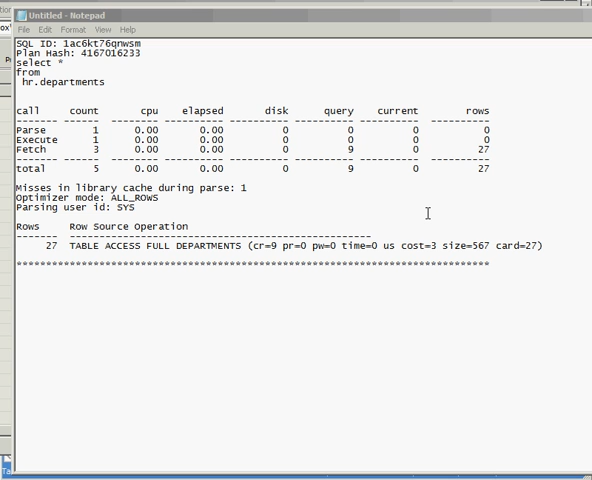 Untitled - Notepad
File Edit Format View Help
SQL ID: 1ac6kt76qnwsm
Plan Hash: 4167016233
select *
from
hr.departments
call count cpu elapsed disk query current rows
------- ------ -------- ---------- ---------- ---------- ---------- ----------
Parse 1 0.00 0.00 0 0 0 0
Execute 1 0.00 0.00 0 0 0 0
Fetch 3 0.00 0.00 0 9 0 27
------- ------ -------- ---------- ---------- ---------- ---------- ----------
total 5 0.00 0.00 0 9 0 27
Misses in library cache during parse: 1
Optimizer mode: ALL_ROWS
Parsing user id: SYS
Rows Row Source Operation
------- ---------------------------------------------------
27 TABLE ACCESS FULL DEPARTMENTS (cr=9 pr=0 pw=0 time=0 us cost=3 size=567 card=27)
********************************************************************************